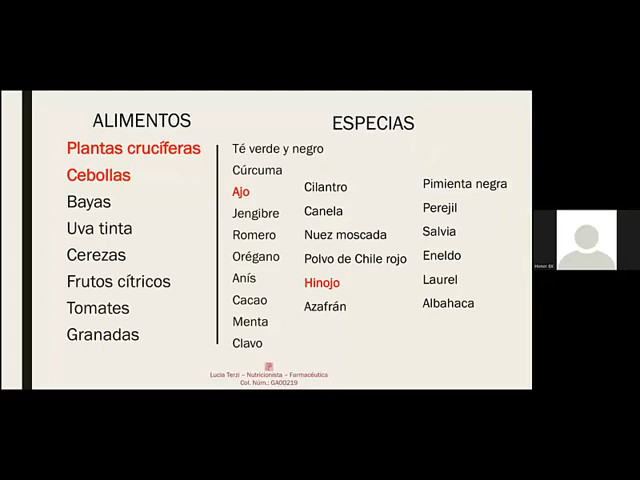 ALIMENTOS
Plantas crucíferas
Cebollas
Bayas
Uva tinta
Cerezas
Frutos cítricos
Tomates
Granadas
ESPECIAS
Té verde y negro
Cúrcuma
Ajo
Jengibre
Romero
Orégano
Anís
Cacao
Menta
Clavo
Cilantro
Canela
Nuez moscada
Polvo de Chile rojo
Hinojo
Azafrán
Pimienta negra
Perejil
Salvia
Eneldo
Laurel
Albahaca
Lucia Terzi – Nutricionista – Farmacéutica
Col. Núm.: GA00219